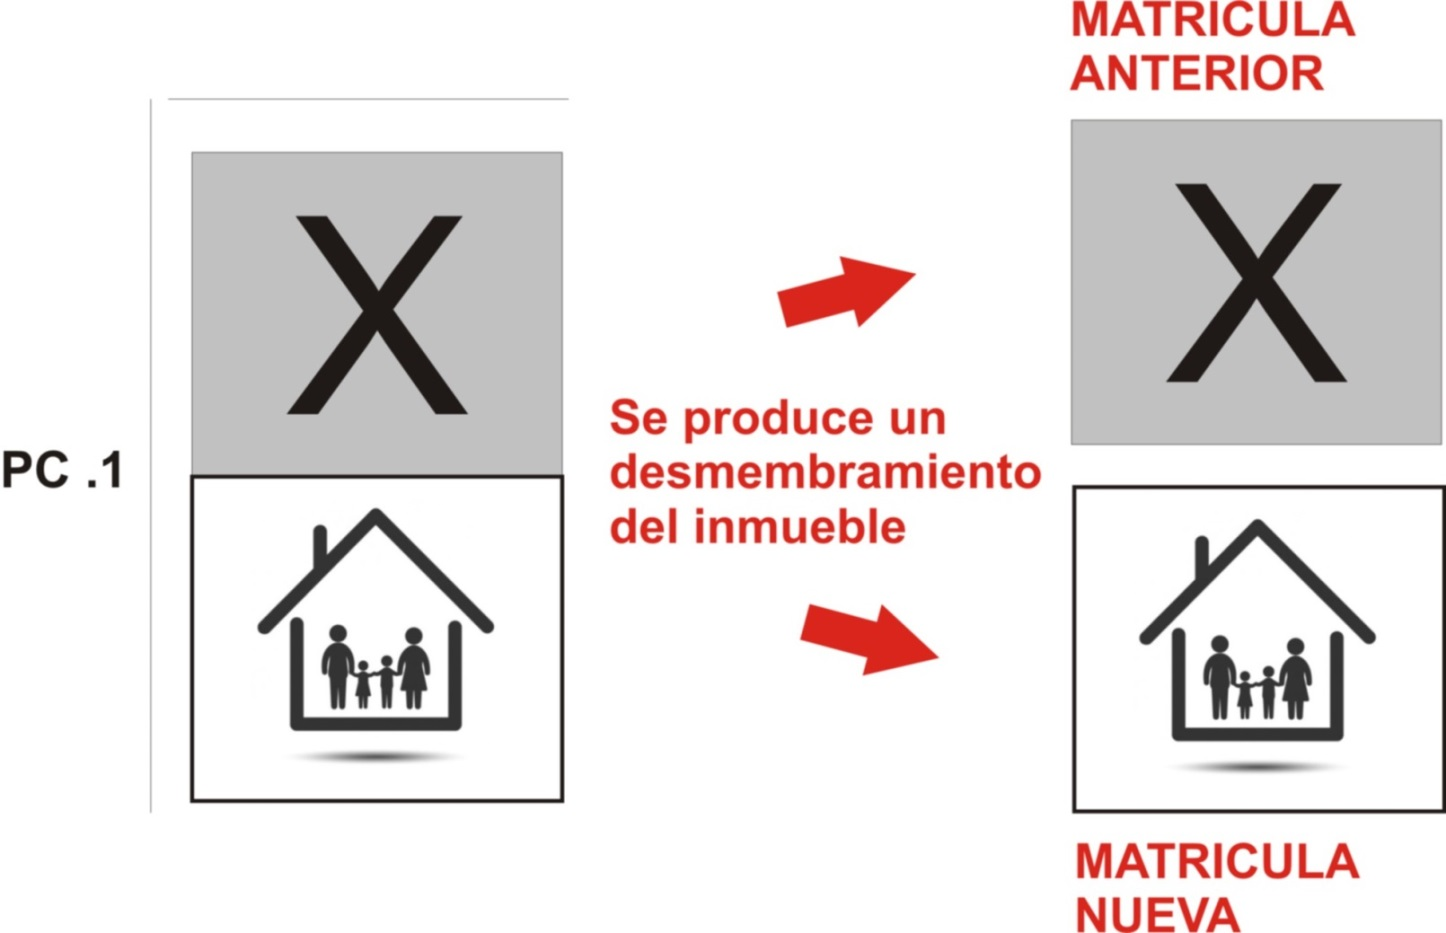 MATRICULA
ANTERIOR
X
X
PC .1
Se produce un
desmembramiento
del inmueble
MATRICULA
NUEVA